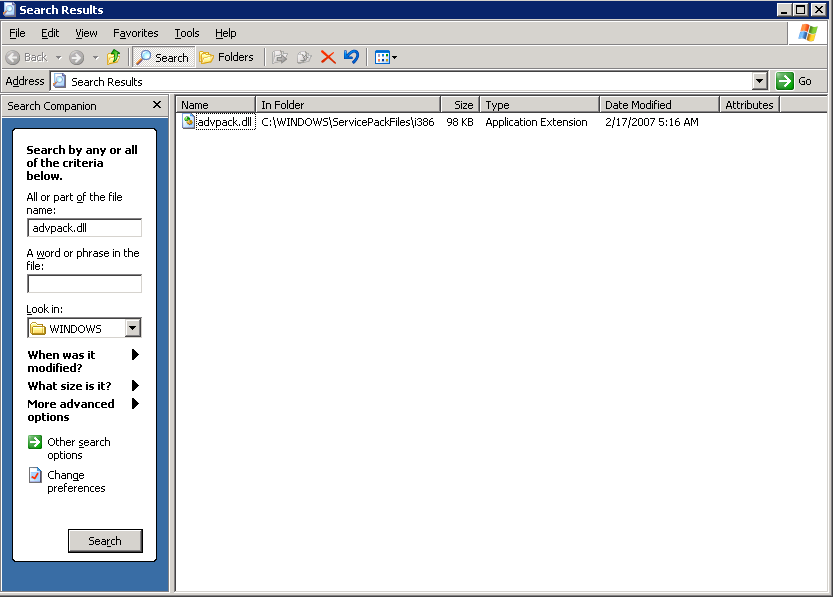 Search Results
File Edit View Favorites Tools Help
Back Search Folders
Address Search Results Go
Search Companion
Name In Folder Size Type Date Modified Attributes
advpack.dll C:\WINDOWS\ServicePackFiles\i386 98 KB Application Extension 2/17/2007 5:16 AM
Search by any or all
of the criteria
below.
All or part of the file
name:
advpack.dll
A word or phrase in the
file:
Look in:
WINDOWS
When was it
modified?
What size is it?
More advanced
options
Other search
options
Change
preferences
Search